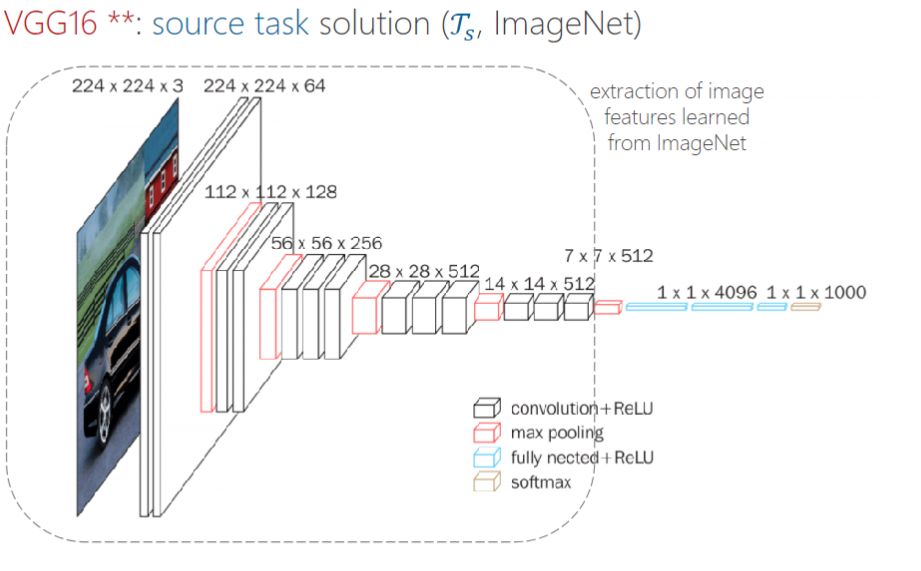 VGG16 **: source task solution (𝒯ₛ, ImageNet)
224 x 224 x 3 224 x 224 x 64
extraction of image
features learned
from ImageNet
112 x 112 x 128
56 x 56 x 256
7 x 7 x 512
28 x 28 x 512
14 x 14 x 512
1 x 1 x 4096 1 x 1 x 1000
convolution+ReLU
max pooling
fully nected+ReLU
softmax